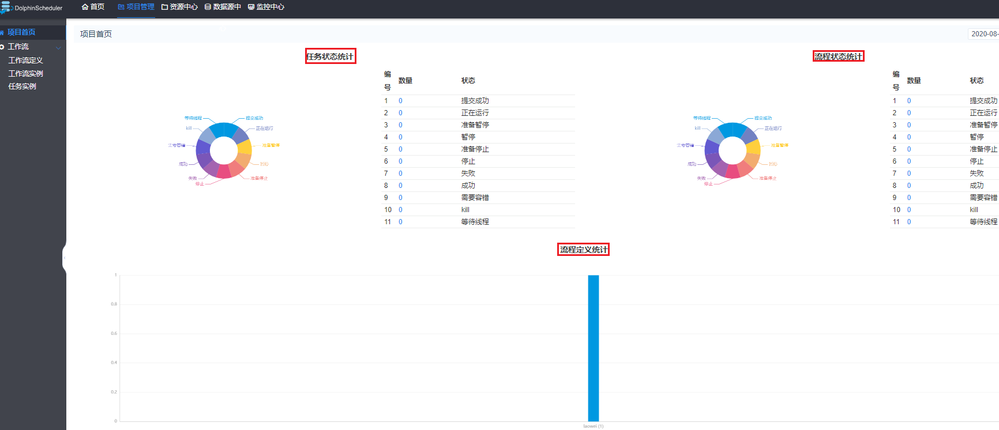 DolphinScheduler 首页 项目管理 资源中心 数据源中 监控中心
项目首页
工作流
工作流定义
工作流实例
任务实例
项目首页 2020-08-
任务状态统计
等待线程 提交成功
kill 正在运行
需要容错 准备暂停
成功 暂停
失败 准备停止
停止
编号 数量 状态
1 0 提交成功
2 0 正在运行
3 0 准备暂停
4 0 暂停
5 0 准备停止
6 0 停止
7 0 失败
8 0 成功
9 0 需要容错
10 0 kill
11 0 等待线程
流程状态统计
等待线程 提交成功
kill 正在运行
需要容错 准备暂停
成功 暂停
失败 准备停止
停止
编号 数量 状态
1 0 提交成功
2 0 正在运行
3 0 准备暂停
4 0 暂停
5 0 准备停止
6 0 停止
7 0 失败
8 0 成功
9 0 需要容错
10 0 kill
11 0 等待线程
流程定义统计
1
0.8
0.6
0.4
0.2
0
laowei (1)